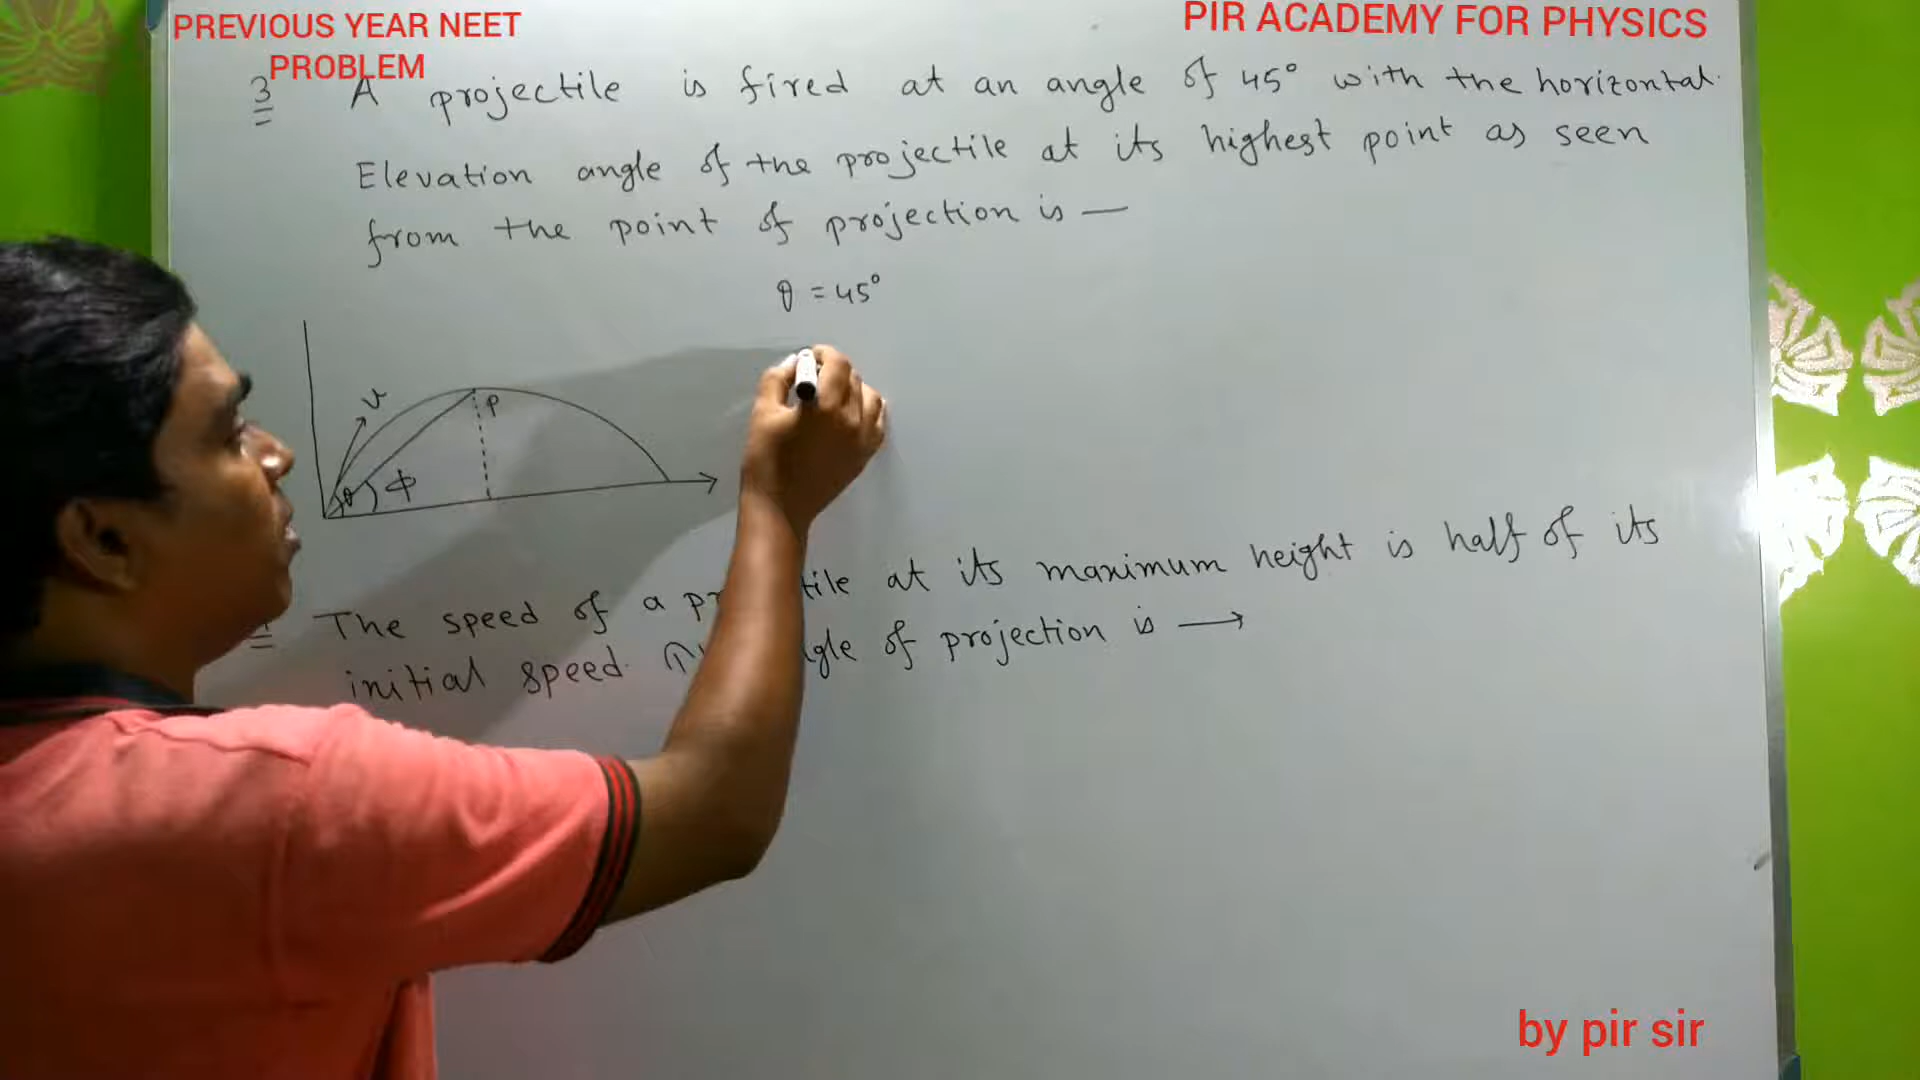 PREVIOUS YEAR NEET
PROBLEM
PIR ACADEMY FOR PHYSICS
3 A projectile is fired at an angle of 45° with the horizontal.
Elevation angle of the projectile at its highest point as seen
from the point of projection is —
θ = 45°
u
P
θ
ϕ
The speed of a tile at its maximum height is half of its
initial speed. of projection is →
by pir sir